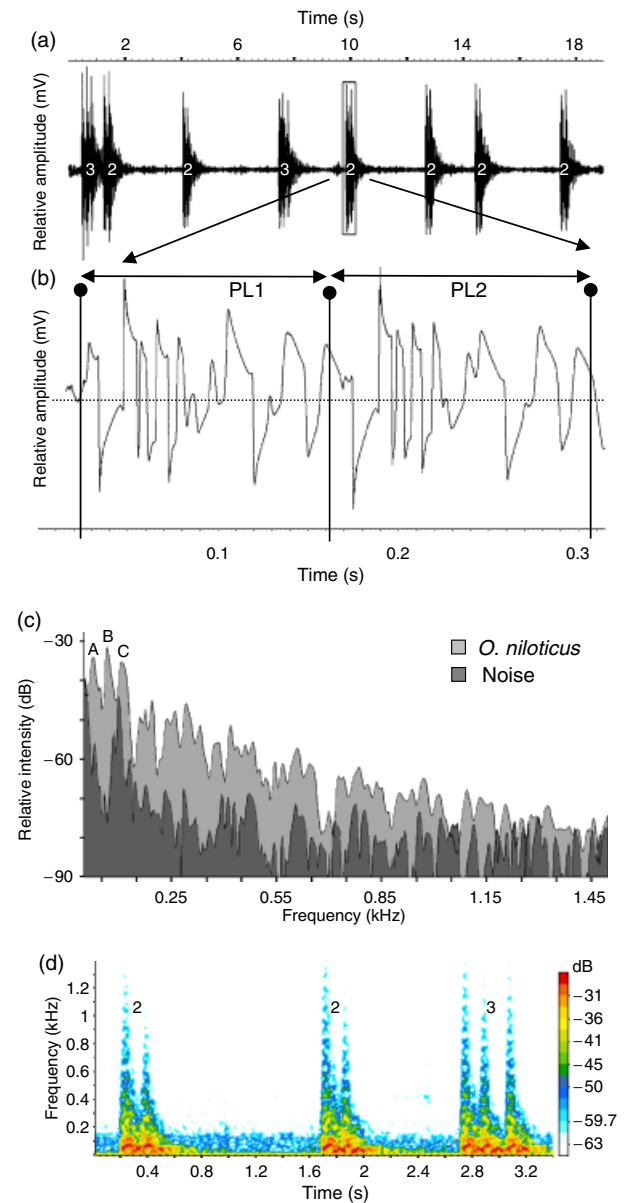 Time (s)
(a)
2 6 10 14 18
Relative amplitude (mV)
3 2 2 3 2 2 2 2
(b)
PL1 PL2
Relative amplitude (mV)
0.1 0.2 0.3
Time (s)
(c)
−30
A B C
O. niloticus
Noise
Relative intensity (dB)
−60
−90
0.25 0.55 0.85 1.15 1.45
Frequency (kHz)
(d)
dB
1.2
1
0.8
0.6
0.4
0.2
Frequency (kHz)
2 2 3
−31
−36
−41
−45
−50
−59.7
−63
0.4 0.8 1.2 1.6 2 2.4 2.8 3.2
Time (s)